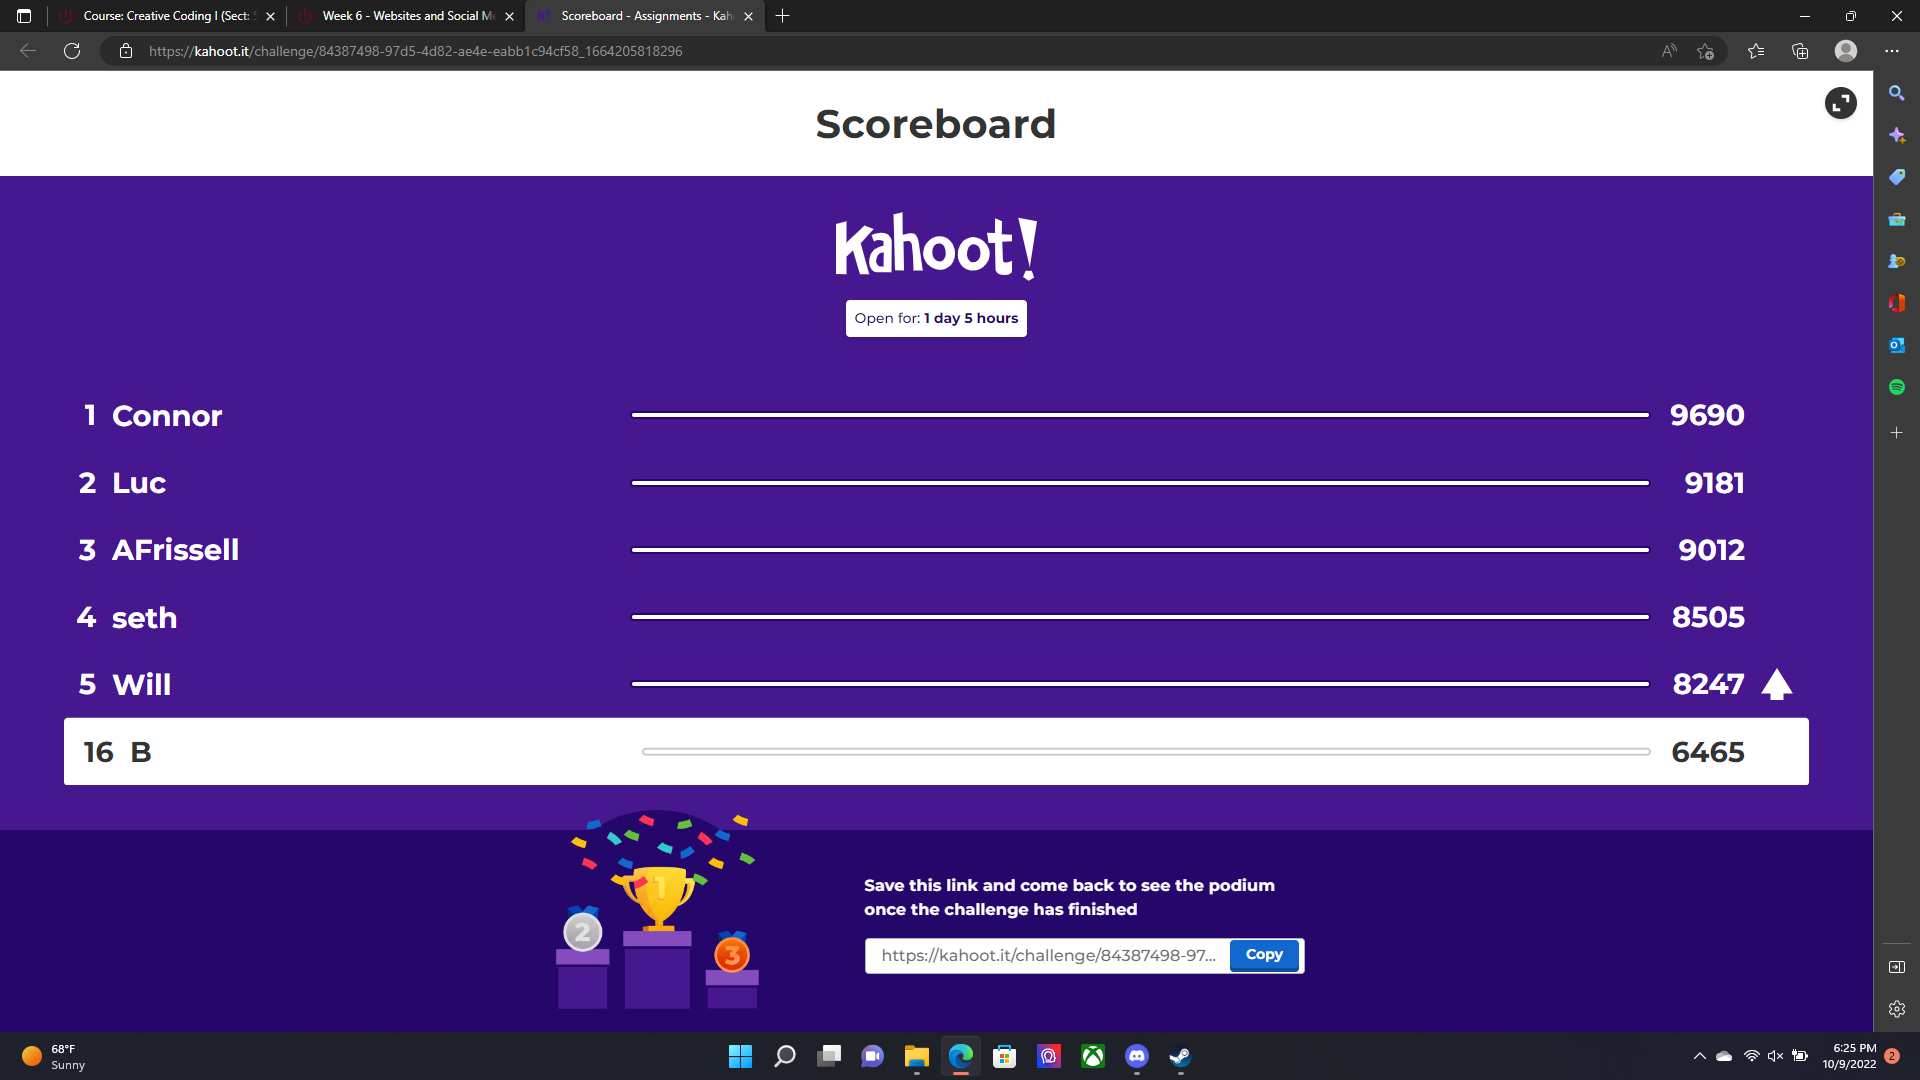 Course: Creative Coding I (Sect:
Week 6 - Websites and Social Me
Scoreboard - Assignments - Kah
https://kahoot.it/challenge/84387498-97d5-4d82-ae4e-eabb1c94cf58_1664205818296
Scoreboard
Kahoot!
Open for: 1 day 5 hours
1 Connor 9690
2 Luc 9181
3 AFrissell 9012
4 seth 8505
5 Will 8247
16 B 6465
1
2
3
Save this link and come back to see the podium
once the challenge has finished
https://kahoot.it/challenge/84387498-97... Copy
68°F
Sunny
6:25 PM
10/9/2022
2